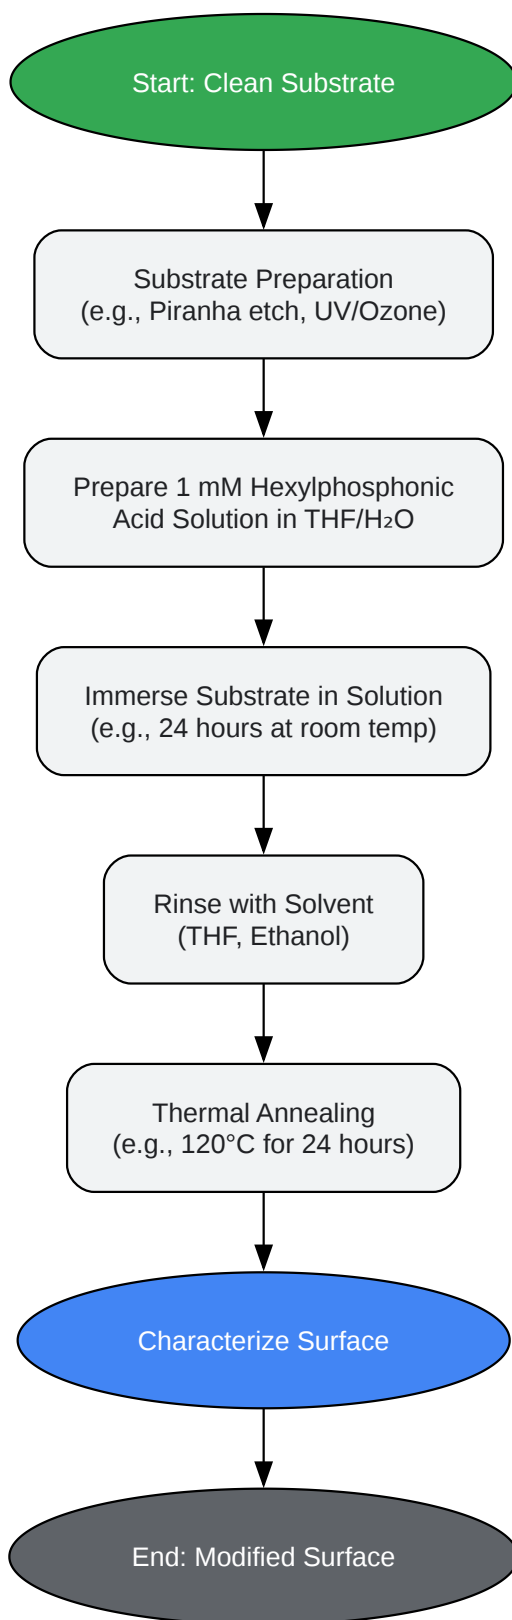 Start: Clean Substrate
Substrate Preparation
(e.g., Piranha etch, UV/Ozone)
Prepare 1 mM Hexylphosphonic
Acid Solution in THF/H₂O
Immerse Substrate in Solution
(e.g., 24 hours at room temp)
Rinse with Solvent
(THF, Ethanol)
Thermal Annealing
(e.g., 120°C for 24 hours)
Characterize Surface
End: Modified Surface